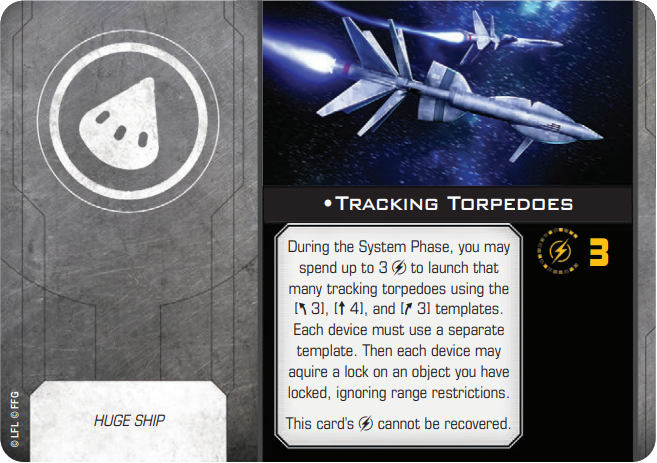 •Tracking Torpedoes
During the System Phase, you may
spend up to 3 to launch that
many tracking torpedoes using the
[↰ 3], [↑ 4], and [↱ 3] templates.
Each device must use a separate
template. Then each device may
aquire a lock on an object you have
locked, ignoring range restrictions.
This card's cannot be recovered.
3
HUGE SHIP
© LFL © FFG